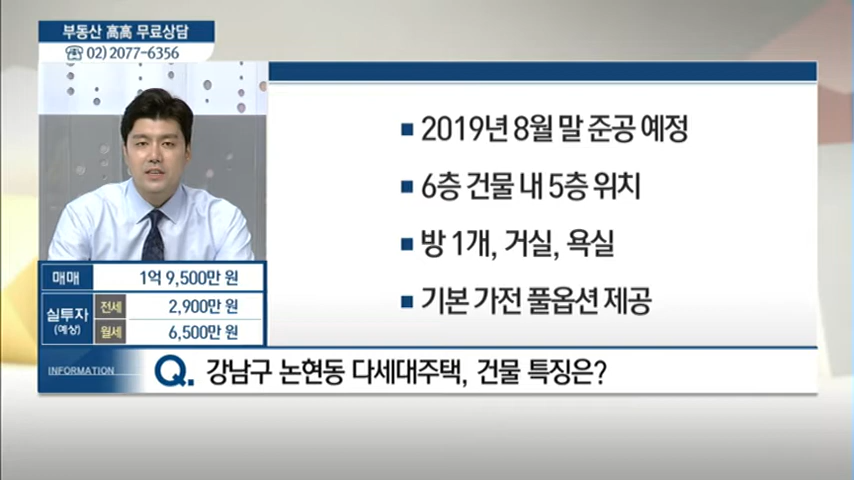 부동산 高高 무료상담
☎ 02) 2077-6356
■ 2019년 8월 말 준공 예정
■ 6층 건물 내 5층 위치
■ 방 1개, 거실, 욕실
■ 기본 가전 풀옵션 제공
매매 1억 9,500만 원
실투자 (예상) 전세 2,900만 원
월세 6,500만 원
INFORMATION Q. 강남구 논현동 다세대주택, 건물 특징은?